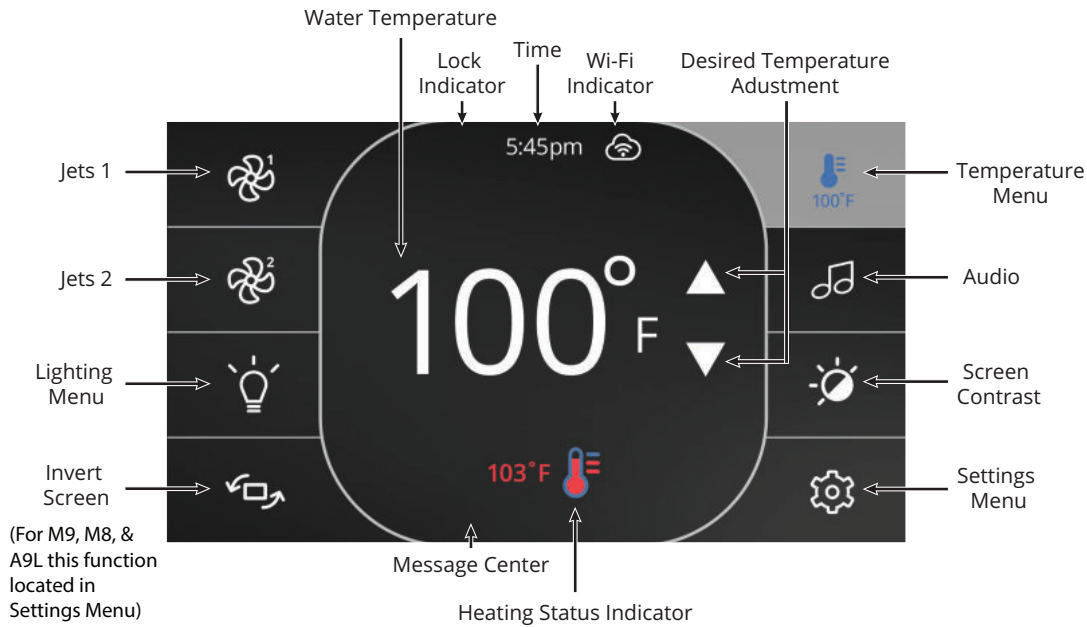 Water Temperature
Lock
Indicator
Time
Wi-Fi
Indicator
Desired Temperature
Adustment
5:45pm
Jets 1
1
100°F
Temperature
Menu
Jets 2
2
100°
F
Audio
Lighting
Menu
Screen
Contrast
Invert
Screen
(For M9, M8, &
A9L this function
located in
Settings Menu)
103°F
Settings
Menu
Message Center
Heating Status Indicator